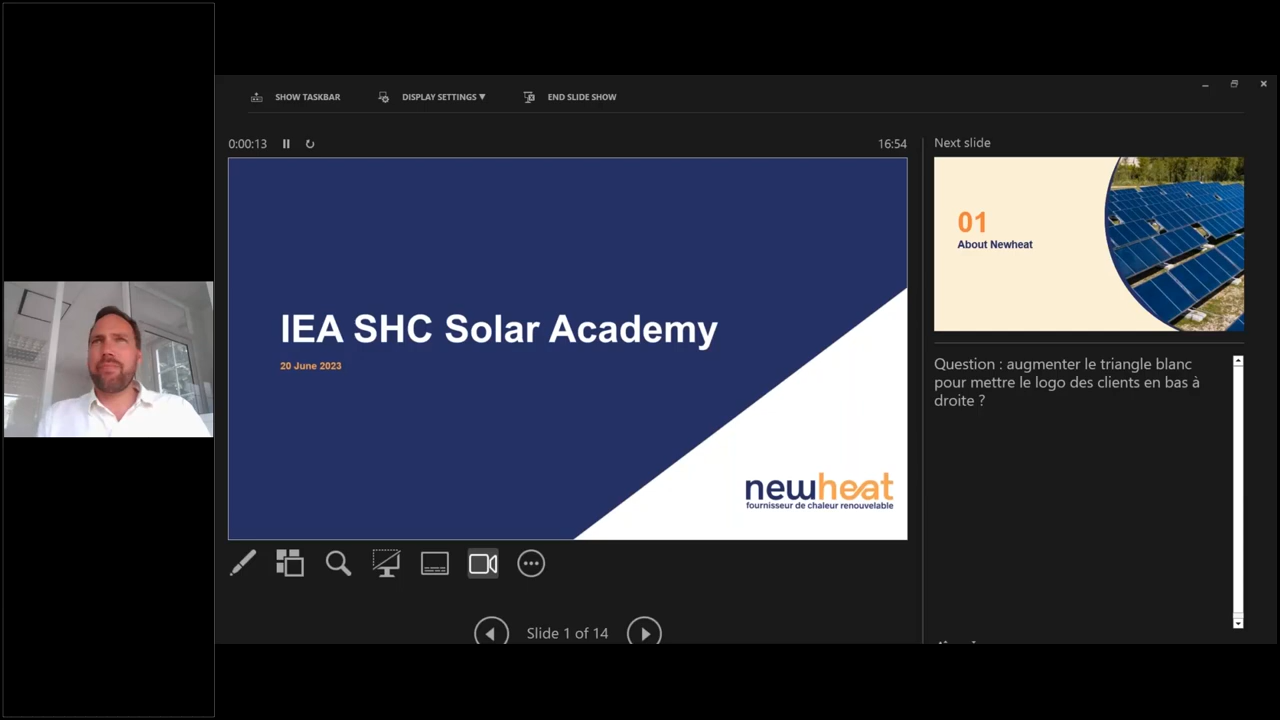 SHOW TASKBAR
DISPLAY SETTINGS ▼
END SLIDE SHOW
0:00:13
16:54
IEA SHC Solar Academy
20 June 2023
newheat
fournisseur de chaleur renouvelable
Slide 1 of 14
Next slide
01
About Newheat
Question : augmenter le triangle blanc
pour mettre le logo des clients en bas à
droite ?